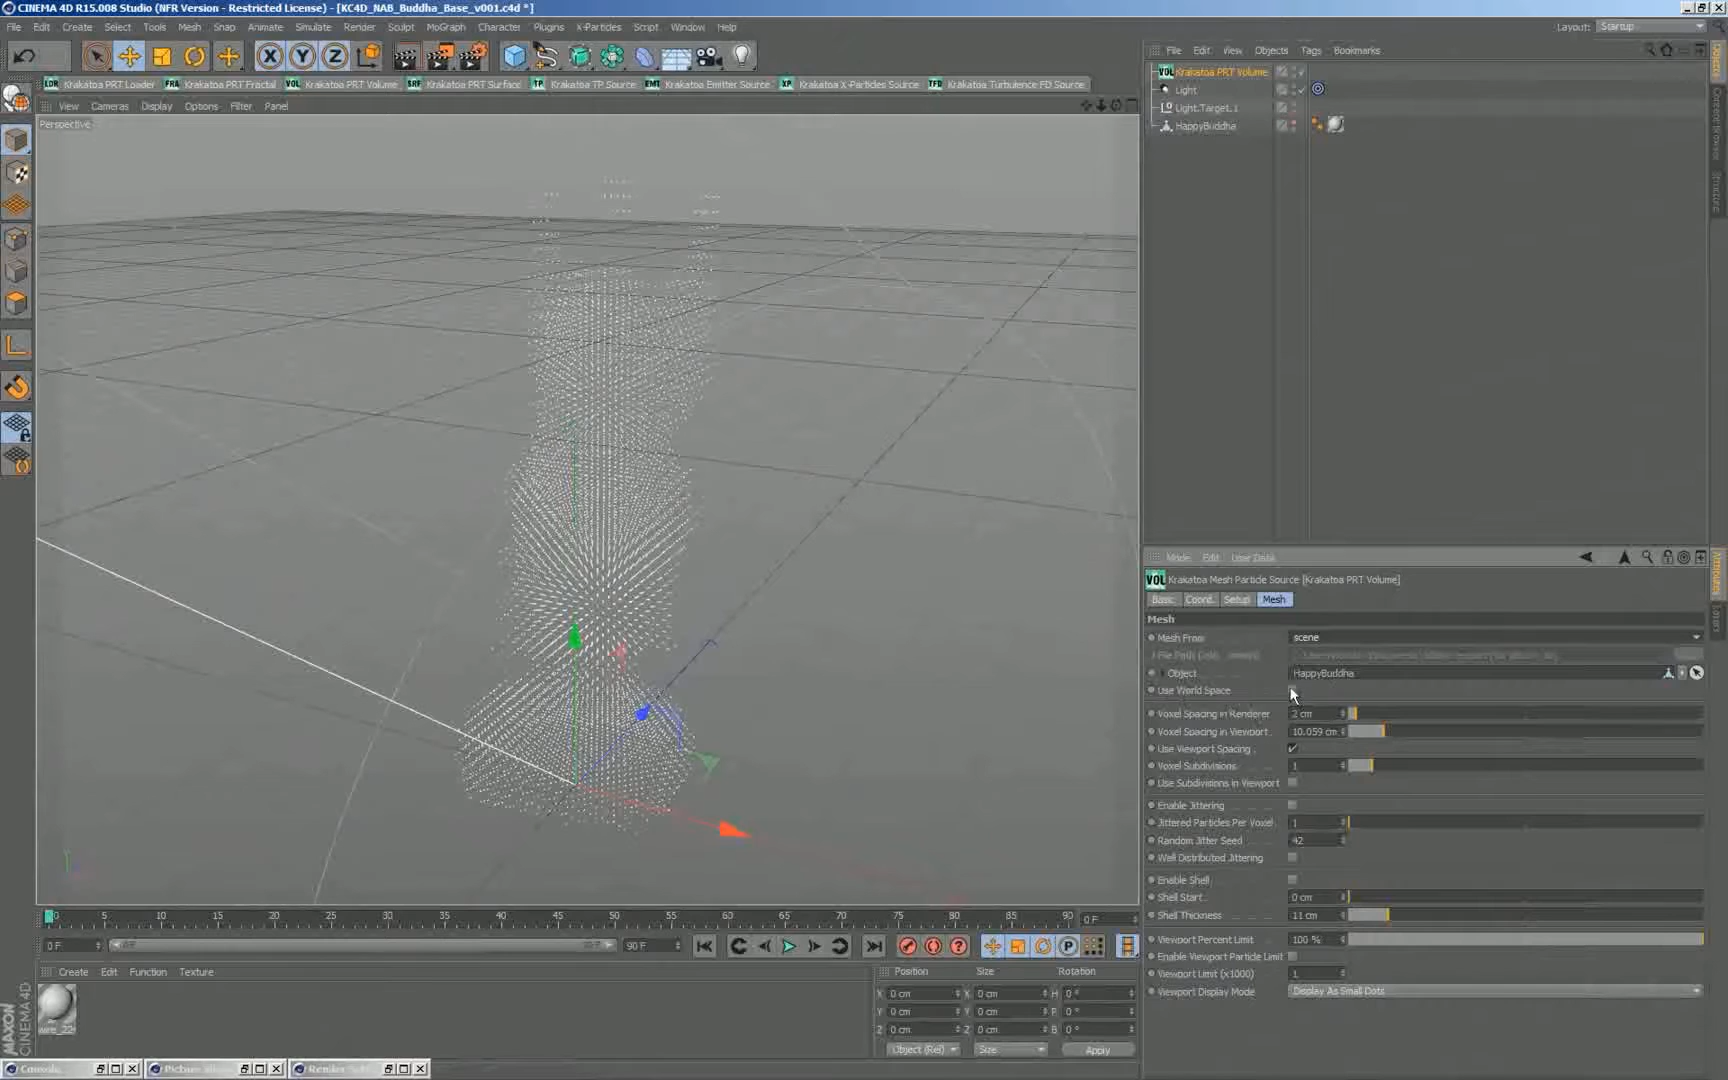 CINEMA 4D R15.008 Studio (NFR Version - Restricted License) - [KC4D_NAB_Buddha_Base_v001.c4d *]
File Edit Create Select Tools Mesh Snap Animate Simulate Render Sculpt MoGraph Character Plugins X-Particles Script Window Help
Layout: Startup
X Y Z
File Edit View Objects Tags Bookmarks
Krakatoa PRT Loader Krakatoa PRT Fractal Krakatoa PRT Volume Krakatoa PRT Surface Krakatoa TP Source Krakatoa Emitter Source Krakatoa X-Particles Source Krakatoa Turbulence FD Source
View Cameras Display Options Filter Panel
Perspective
VOL Krakatoa PRT Volume
Light
Light.Target.1
HappyBuddha
Objects
Content Browser
Structure
Mode Edit User Data
VOL Krakatoa Mesh Particle Source [Krakatoa PRT Volume]
Basic Coord. Setup Mesh
Attributes
Layers
Mesh
Mesh From scene
Object HappyBuddha
Use World Space
Voxel Spacing in Renderer 2 cm
Voxel Spacing in Viewport 10.059 cm
Use Viewport Spacing
Voxel Subdivisions 1
Use Subdivisions in Viewport
Enable Jittering
Jittered Particles Per Voxel 1
Random Jitter Seed 42
Well Distributed Jittering
Enable Shell
Shell Start 0 cm
Shell Thickness 11 cm
Viewport Percent Limit 100 %
Enable Viewport Particle Limit
Viewport Limit (x1000) 1
Viewport Display Mode Display As Small Dots
0 5 10 15 20 25 30 35 40 45 50 55 60 65 70 75 80 85 90 0 F
0 F 90 F
Create Edit Function Texture
Position Size Rotation
X 0 cm X 0 cm H 0 °
Y 0 cm Y 0 cm P 0 °
Z 0 cm Z 0 cm B 0 °
Object (Rel) Size Apply
MAXON
CINEMA 4D
Console